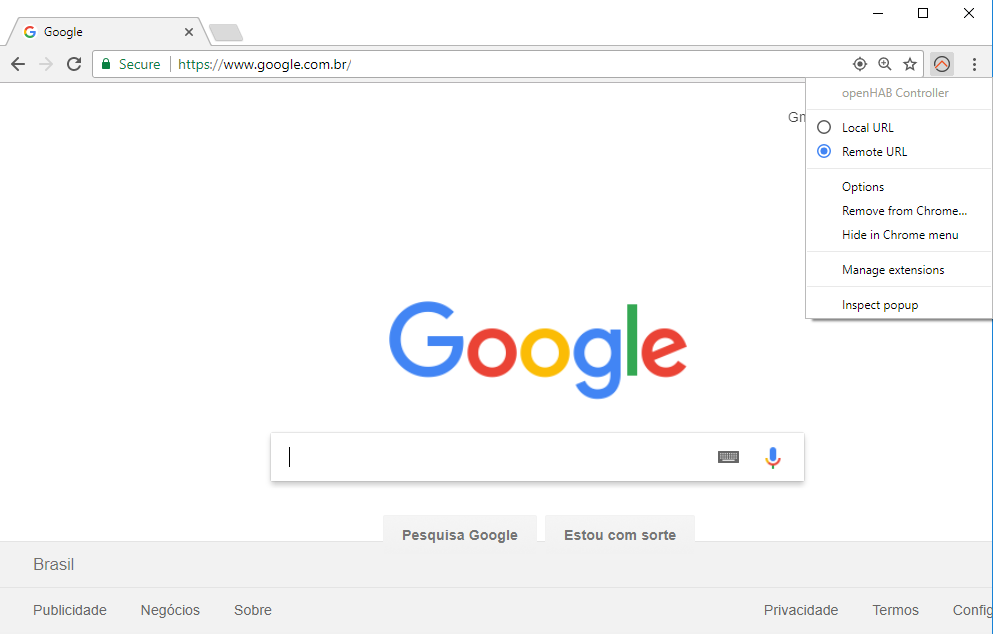 Google
Secure | https://www.google.com.br/
openHAB Controller
Gm
Local URL
Remote URL
Options
Remove from Chrome...
Hide in Chrome menu
Manage extensions
Inspect popup
Google
Pesquisa Google Estou com sorte
Brasil
Publicidade Negócios Sobre Privacidade Termos Config